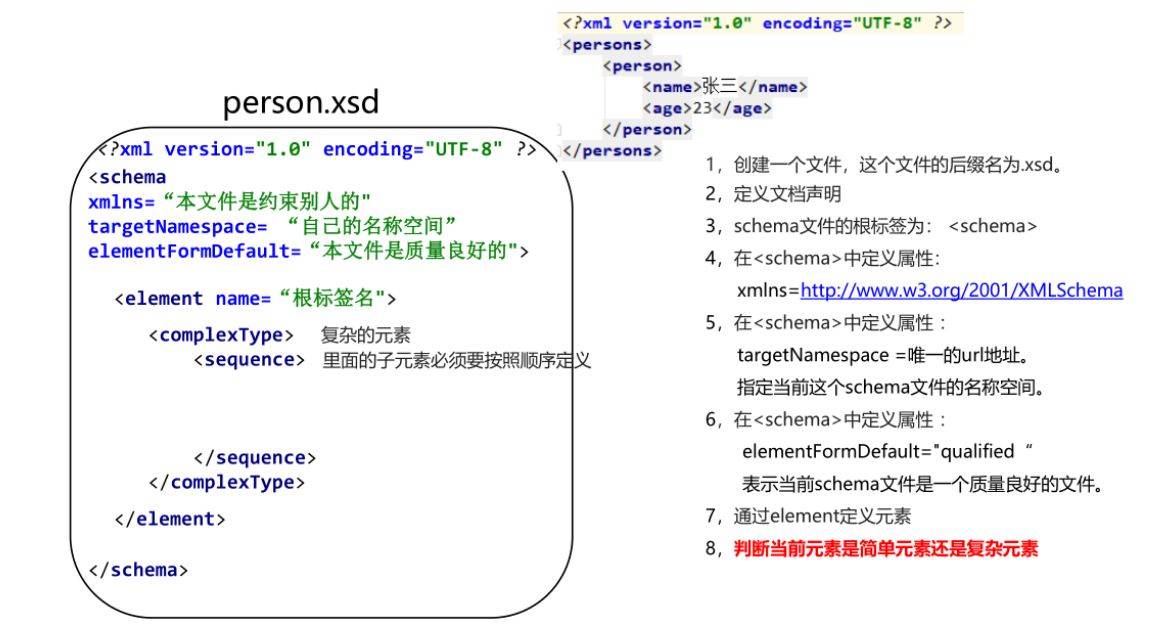 <?xml version="1.0" encoding="UTF-8" ?>
<persons>
<person>
<name>张三</name>
<age>23</age>
</person>
</persons>
person.xsd
<?xml version="1.0" encoding="UTF-8" ?>
<schema
xmlns=“本文件是约束别人的"
targetNamespace= “自己的名称空间”
elementFormDefault=“本文件是质量良好的">
<element name=“根标签名">
<complexType> 复杂的元素
<sequence> 里面的子元素必须要按照顺序定义
</sequence>
</complexType>
</element>
</schema>
1，创建一个文件，这个文件的后缀名为.xsd。
2，定义文档声明
3，schema文件的根标签为： <schema>
4，在<schema>中定义属性：
xmlns=http://www.w3.org/2001/XMLSchema
5，在<schema>中定义属性 ：
targetNamespace =唯一的url地址。
指定当前这个schema文件的名称空间。
6，在<schema>中定义属性 ：
elementFormDefault="qualified “
表示当前schema文件是一个质量良好的文件。
7，通过element定义元素
8，判断当前元素是简单元素还是复杂元素